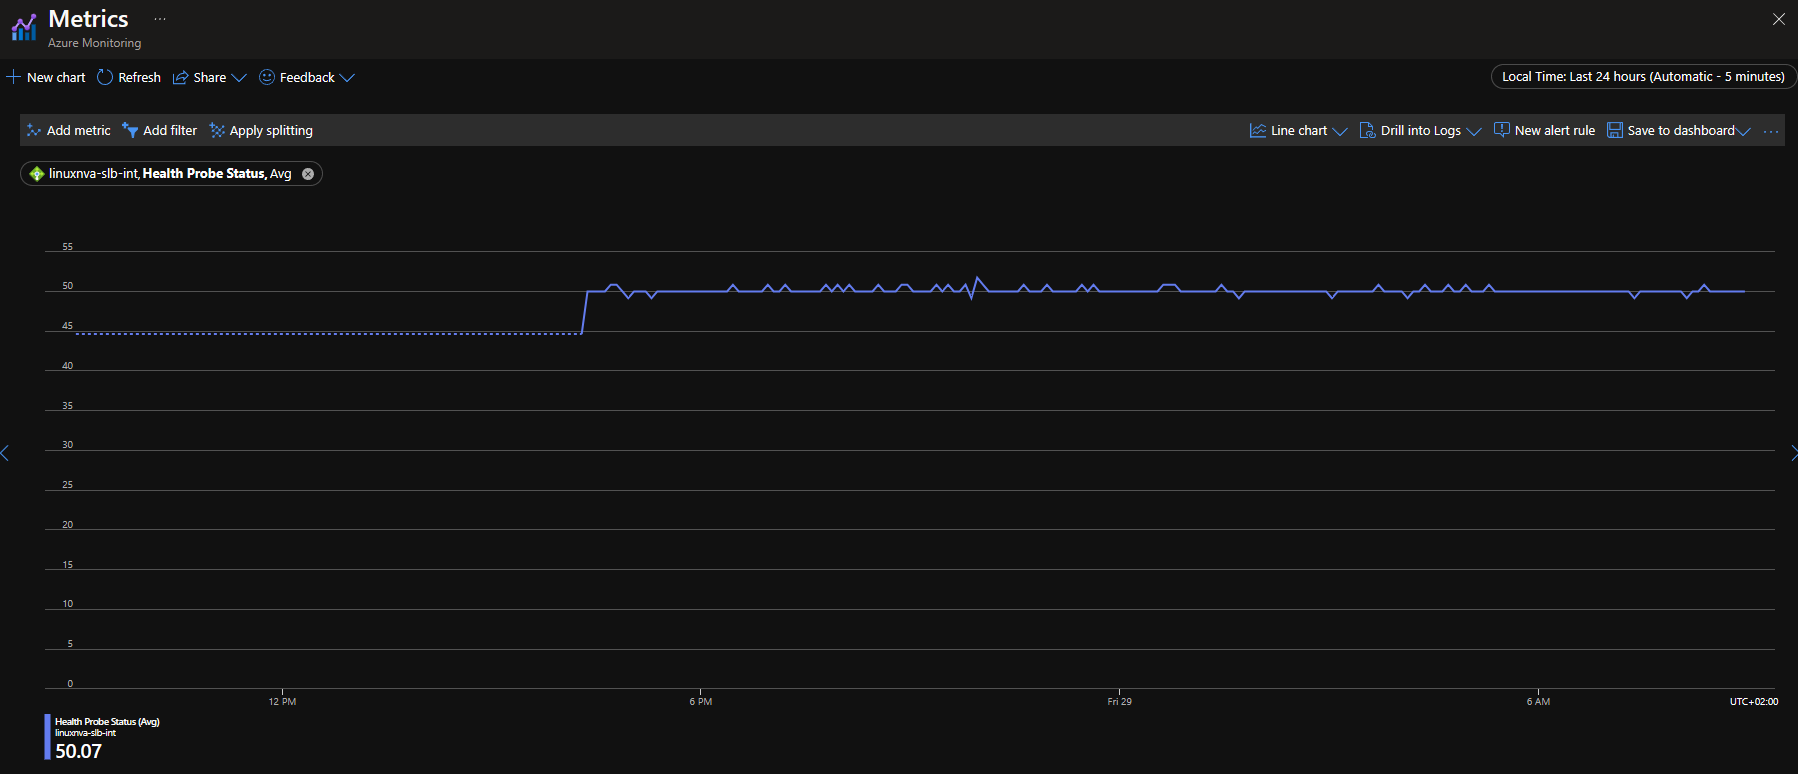 Metrics ...
Azure Monitoring
New chart Refresh Share Feedback
Local Time: Last 24 hours (Automatic - 5 minutes)
Add metric Add filter Apply splitting Line chart Drill into Logs New alert rule Save to dashboard ...
linuxnva-slb-int, Health Probe Status, Avg
55
50
45
40
35
30
25
20
15
10
5
0
12 PM 6 PM Fri 29 6 AM UTC+02:00
Health Probe Status (Avg)
linuxnva-slb-int
50.07